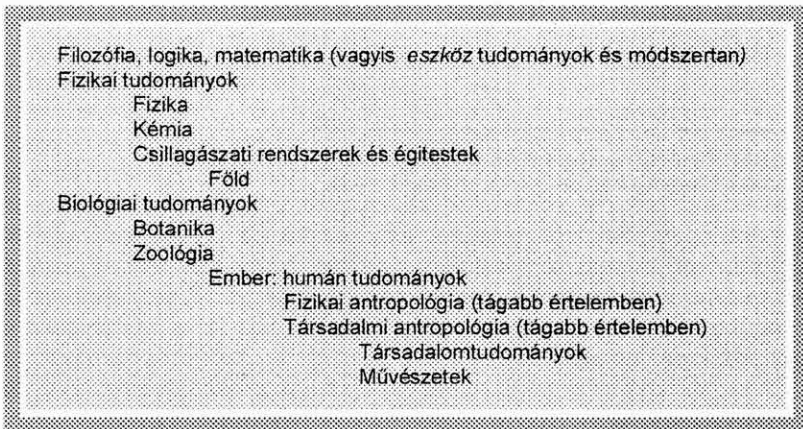 Filozófia, logika, matematika (vagyis eszköz tudományok és módszertan)
Fizikai tudományok
Fizika
Kémia
Csillagászati rendszerek és égitestek
Föld
Biológiai tudományok
Botanika
Zoológia
Ember: humán tudományok
Fizikai antropológia (tágabb értelemben)
Társadalmi antropológia (tágabb értelemben)
Társadalomtudományok
Művészetek